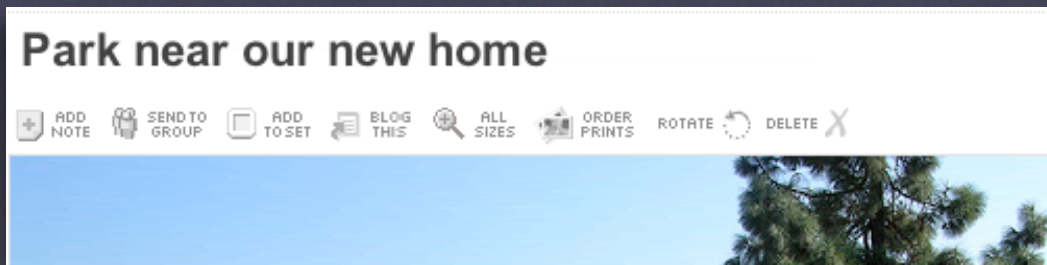 Park near our new home
ADD
NOTE
SEND TO
GROUP
ADD
TO SET
BLOG
THIS
ALL
SIZES
ORDER
PRINTS
ROTATE
DELETE